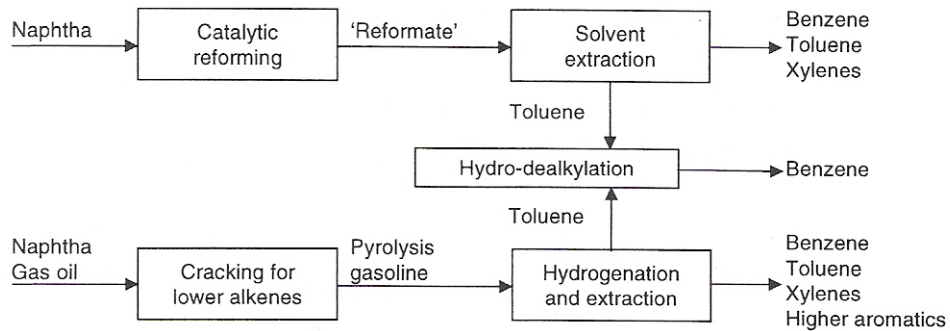 Naphtha
Catalytic
reforming
‘Reformate’
Solvent
extraction
Benzene
Toluene
Xylenes
Toluene
Hydro-dealkylation
Benzene
Toluene
Naphtha
Gas oil
Cracking for
lower alkenes
Pyrolysis
gasoline
Hydrogenation
and extraction
Benzene
Toluene
Xylenes
Higher aromatics